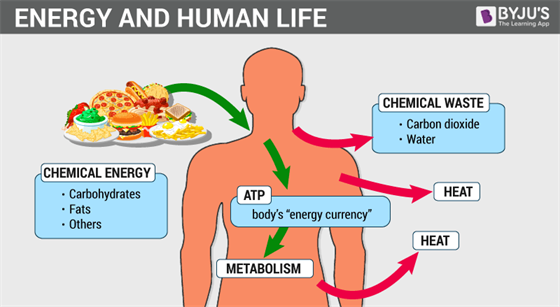 ENERGY AND HUMAN LIFE
BYJU'S
The Learning App
CHEMICAL WASTE
• Carbon dioxide
• Water
CHEMICAL ENERGY
• Carbohydrates
• Fats
• Others
ATP
body's "energy currency"
HEAT
METABOLISM
HEAT